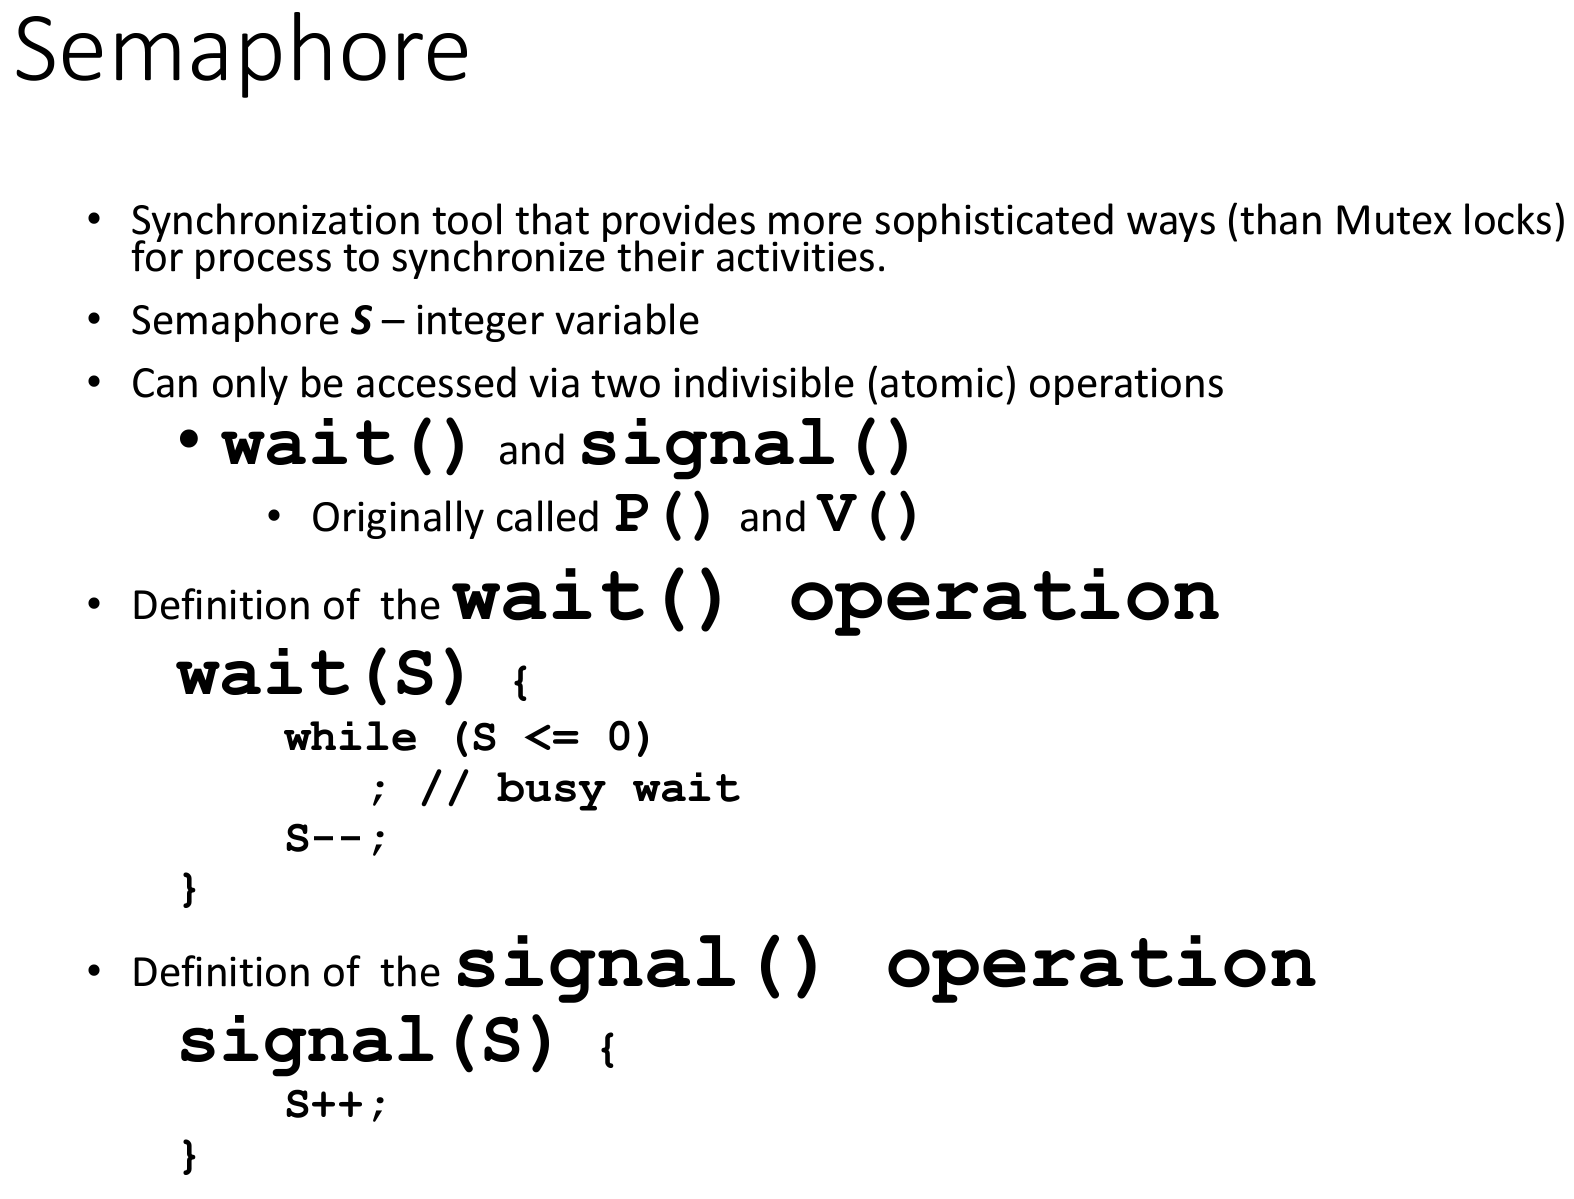 Semaphore
• Synchronization tool that provides more sophisticated ways (than Mutex locks)
for process to synchronize their activities.
• Semaphore S – integer variable
• Can only be accessed via two indivisible (atomic) operations
• wait() and signal()
• Originally called P() and V()
• Definition of the wait() operation
wait(S) {
while (S <= 0)
; // busy wait
S--;
}
• Definition of the signal() operation
signal(S) {
S++;
}